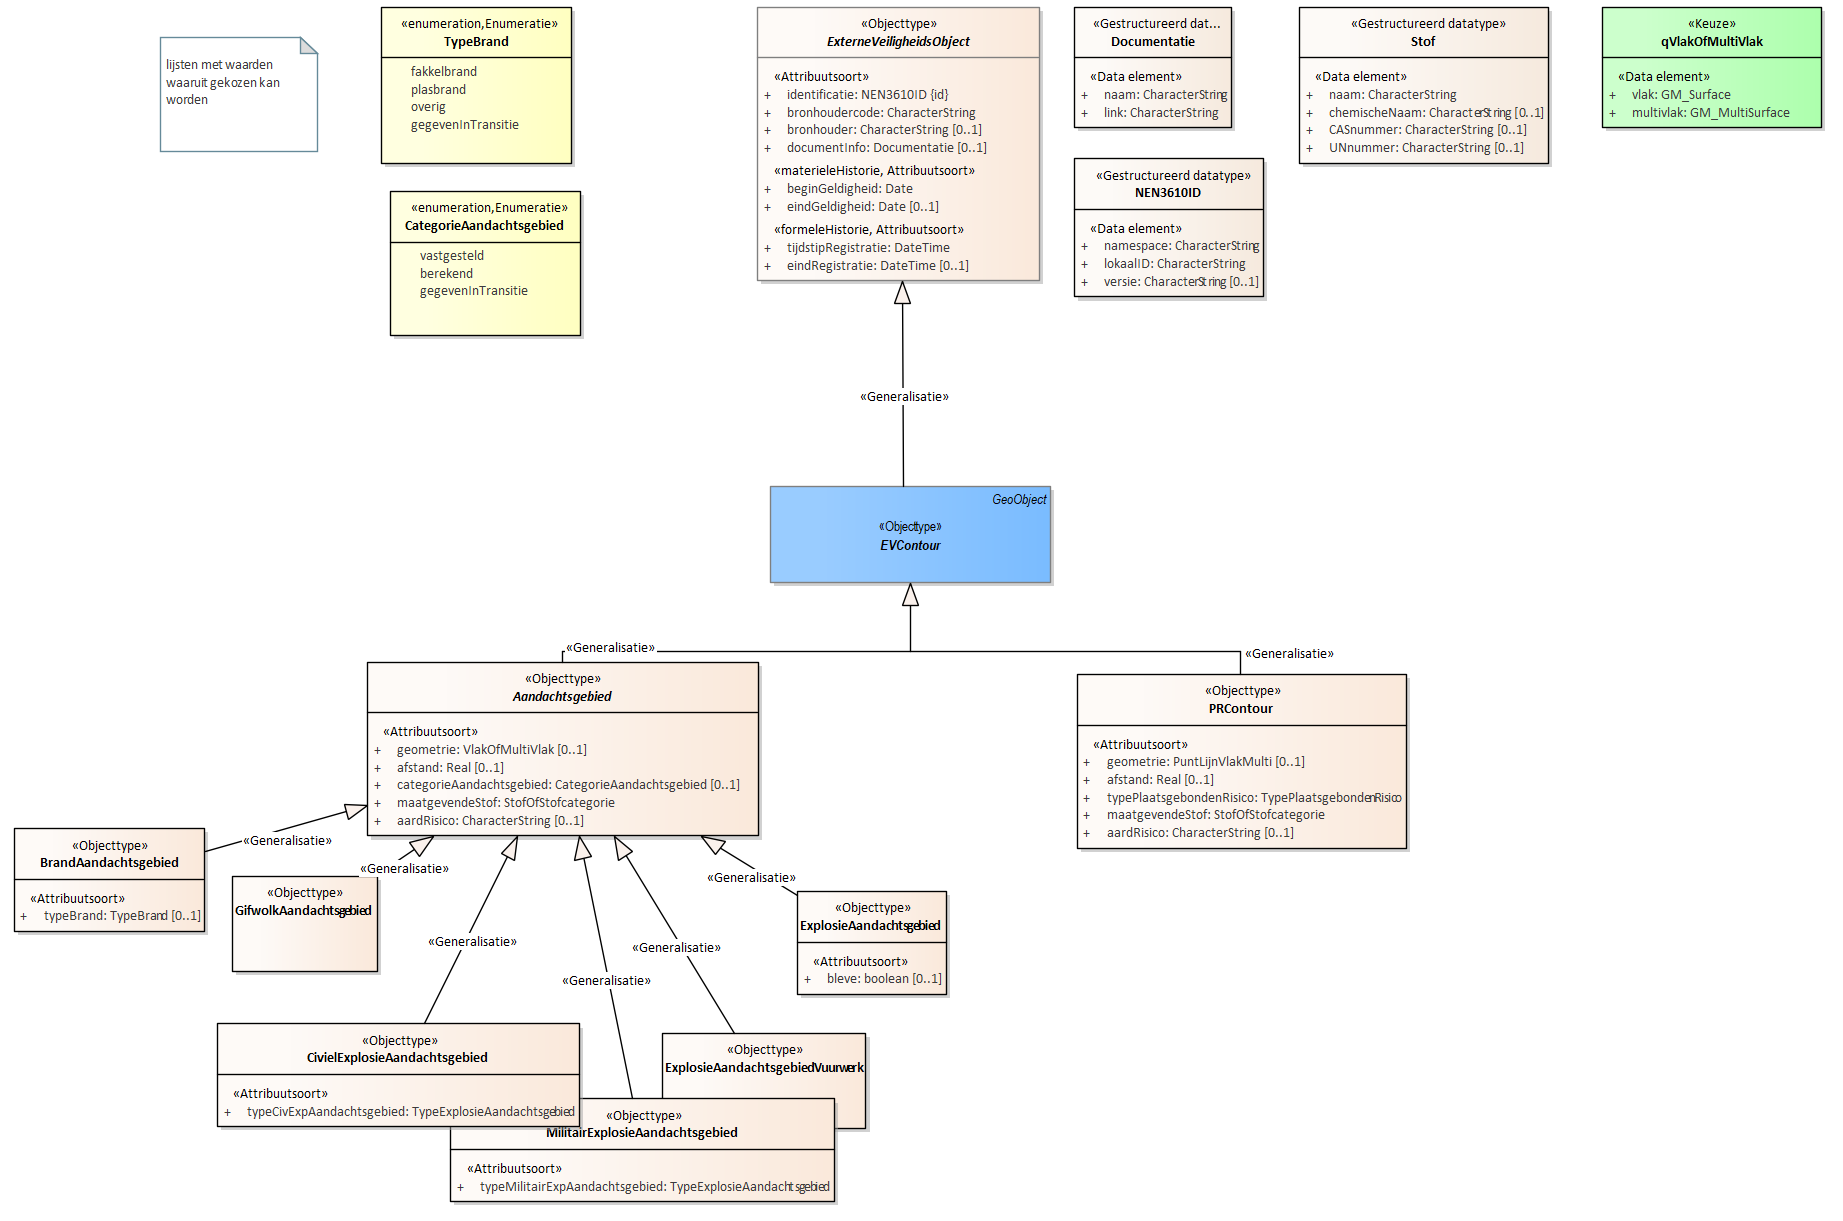 lijsten met waarden
waaruit gekozen kan
worden
«enumeration,Enumeratie»
TypeBrand
fakkelbrand
plasbrand
overig
gegevenInTransitie
«enumeration,Enumeratie»
CategorieAandachtsgebied
vastgesteld
berekend
gegevenInTransitie
«Objecttype»
ExterneVeiligheidsObject
«Attribuutsoort»
+ identificatie: NEN3610ID {id}
+ bronhoudercode: CharacterString
+ bronhouder: CharacterString [0..1]
+ documentInfo: Documentatie [0..1]
«materieleHistorie, Attribuutsoort»
+ beginGeldigheid: Date
+ eindGeldigheid: Date [0..1]
«formeleHistorie, Attribuutsoort»
+ tijdstipRegistratie: DateTime
+ eindRegistratie: DateTime [0..1]
«Gestructureerd dat...
Documentatie
«Data element»
+ naam: CharacterString
+ link: CharacterString
«Gestructureerd datatype»
NEN3610ID
«Data element»
+ namespace: CharacterString
+ lokaalID: CharacterString
+ versie: CharacterString [0..1]
«Gestructureerd datatype»
Stof
«Data element»
+ naam: CharacterString
+ chemischeNaam: CharacterString [0..1]
+ CASnummer: CharacterString [0..1]
+ UNnummer: CharacterString [0..1]
«Keuze»
qVlakOfMultiVlak
«Data element»
+ vlak: GM_Surface
+ multivlak: GM_MultiSurface
«Generalisatie»
GeoObject
«Objecttype»
EVContour
«Generalisatie»
«Generalisatie»
«Objecttype»
Aandachtsgebied
«Attribuutsoort»
+ geometrie: VlakOfMultiVlak [0..1]
+ afstand: Real [0..1]
+ categorieAandachtsgebied: CategorieAandachtsgebied [0..1]
+ maatgevendeStof: StofOfStofcategorie
+ aardRisico: CharacterString [0..1]
«Objecttype»
PRContour
«Attribuutsoort»
+ geometrie: PuntLijnVlakMulti [0..1]
+ afstand: Real [0..1]
+ typePlaatsgebondenRisico: TypePlaatsgebondenRisico
+ maatgevendeStof: StofOfStofcategorie
+ aardRisico: CharacterString [0..1]
«Generalisatie»
«Objecttype»
BrandAandachtsgebied
«Attribuutsoort»
+ typeBrand: TypeBrand [0..1]
«Generalisatie»
«Objecttype»
GifwolkAandachtsgebied
«Generalisatie»
«Objecttype»
ExplosieAandachtsgebied
«Attribuutsoort»
+ bleve: boolean [0..1]
«Generalisatie»
«Generalisatie»
«Generalisatie»
«Objecttype»
CivielExplosieAandachtsgebied
«Attribuutsoort»
+ typeCivExpAandachtsgebied: TypeExplosieAandachtsgebied
«Objecttype»
ExplosieAandachtsgebiedVuurwerk
«Objecttype»
MilitairExplosieAandachtsgebied
«Attribuutsoort»
+ typeMilitairExpAandachtsgebied: TypeExplosieAandachtsgebied